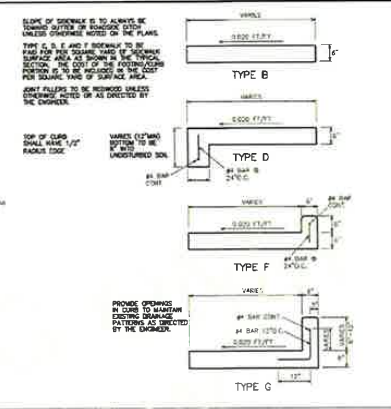 SLOPE OF SIDEWALK IS TO ALWAYS BE
TOWARD GUTTER OR ROADSIDE DITCH
UNLESS OTHERWISE NOTED ON THE PLANS.
TYPE C, D, E AND F SIDEWALK TO BE
PAID FOR PER SQUARE YARD OF SIDEWALK
SURFACE AREA AS SHOWN IN THE TYPICAL
SECTION. THE COST OF THE FOOTING/CURB
PORTION IS TO BE INCLUDED IN THE COST
PER SQUARE YARD OF SURFACE AREA.
JOINT FILLERS TO BE REDWOOD UNLESS
OTHERWISE NOTED OR AS DIRECTED BY
THE ENGINEER.
VARIES
0.020 FT/FT
6"
TYPE B
VARIES
0.020 FT/FT
6"
TOP OF CURB
SHALL HAVE 1/2"
RADIUS EDGE
VARIES (12"MIN)
BOTTOM TO BE
6" INTO
UNDISTURBED SOIL
TYPE D
#4 BAR
CONT.
#4 BAR @
24"O.C.
VARIES
6"
#4 BAR
CONT.
0.020 FT/FT
6"
6"
TYPE F
#4 BAR @
24"O.C.
VARIES
6"
PROVIDE OPENINGS
IN CURB TO MAINTAIN
EXISTING DRAINAGE
PATTERNS AS DIRECTED
BY THE ENGINEER.
#4 BAR CONT.
#4 BAR 12"O.C.
0.020 FT/FT
VARIES
12"
TYPE G